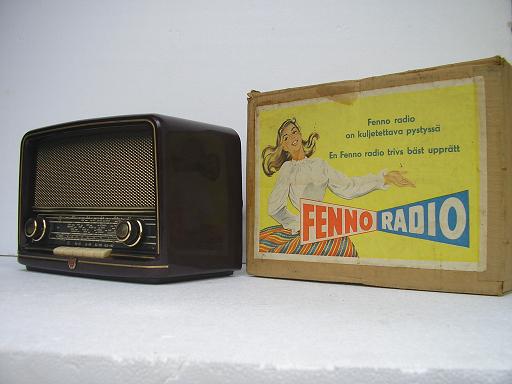 Fenno radio
on kuljetettava pystyssä
En Fenno radio trivs bäst upprätt
FENNO RADIO